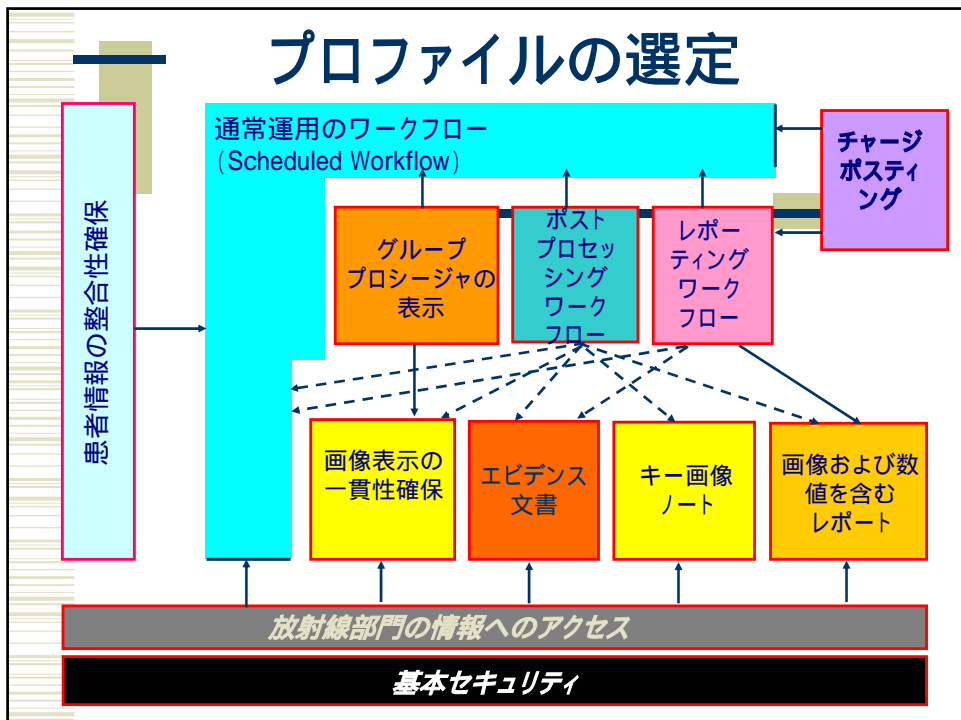 プロファイルの選定
患者情報の整合性確保
通常運用のワークフロー
(Scheduled Workflow)
チャージ
ポスティ
ング
グループ
プロシージャの
表示
ポスト
プロセッ
シング
ワーク
フロー
レポー
ティング
ワーク
フロー
画像表示の
一貫性確保
エビデンス
文書
キー画像
ノート
画像および数
値を含む
レポート
放射線部門の情報へのアクセス
基本セキュリティ